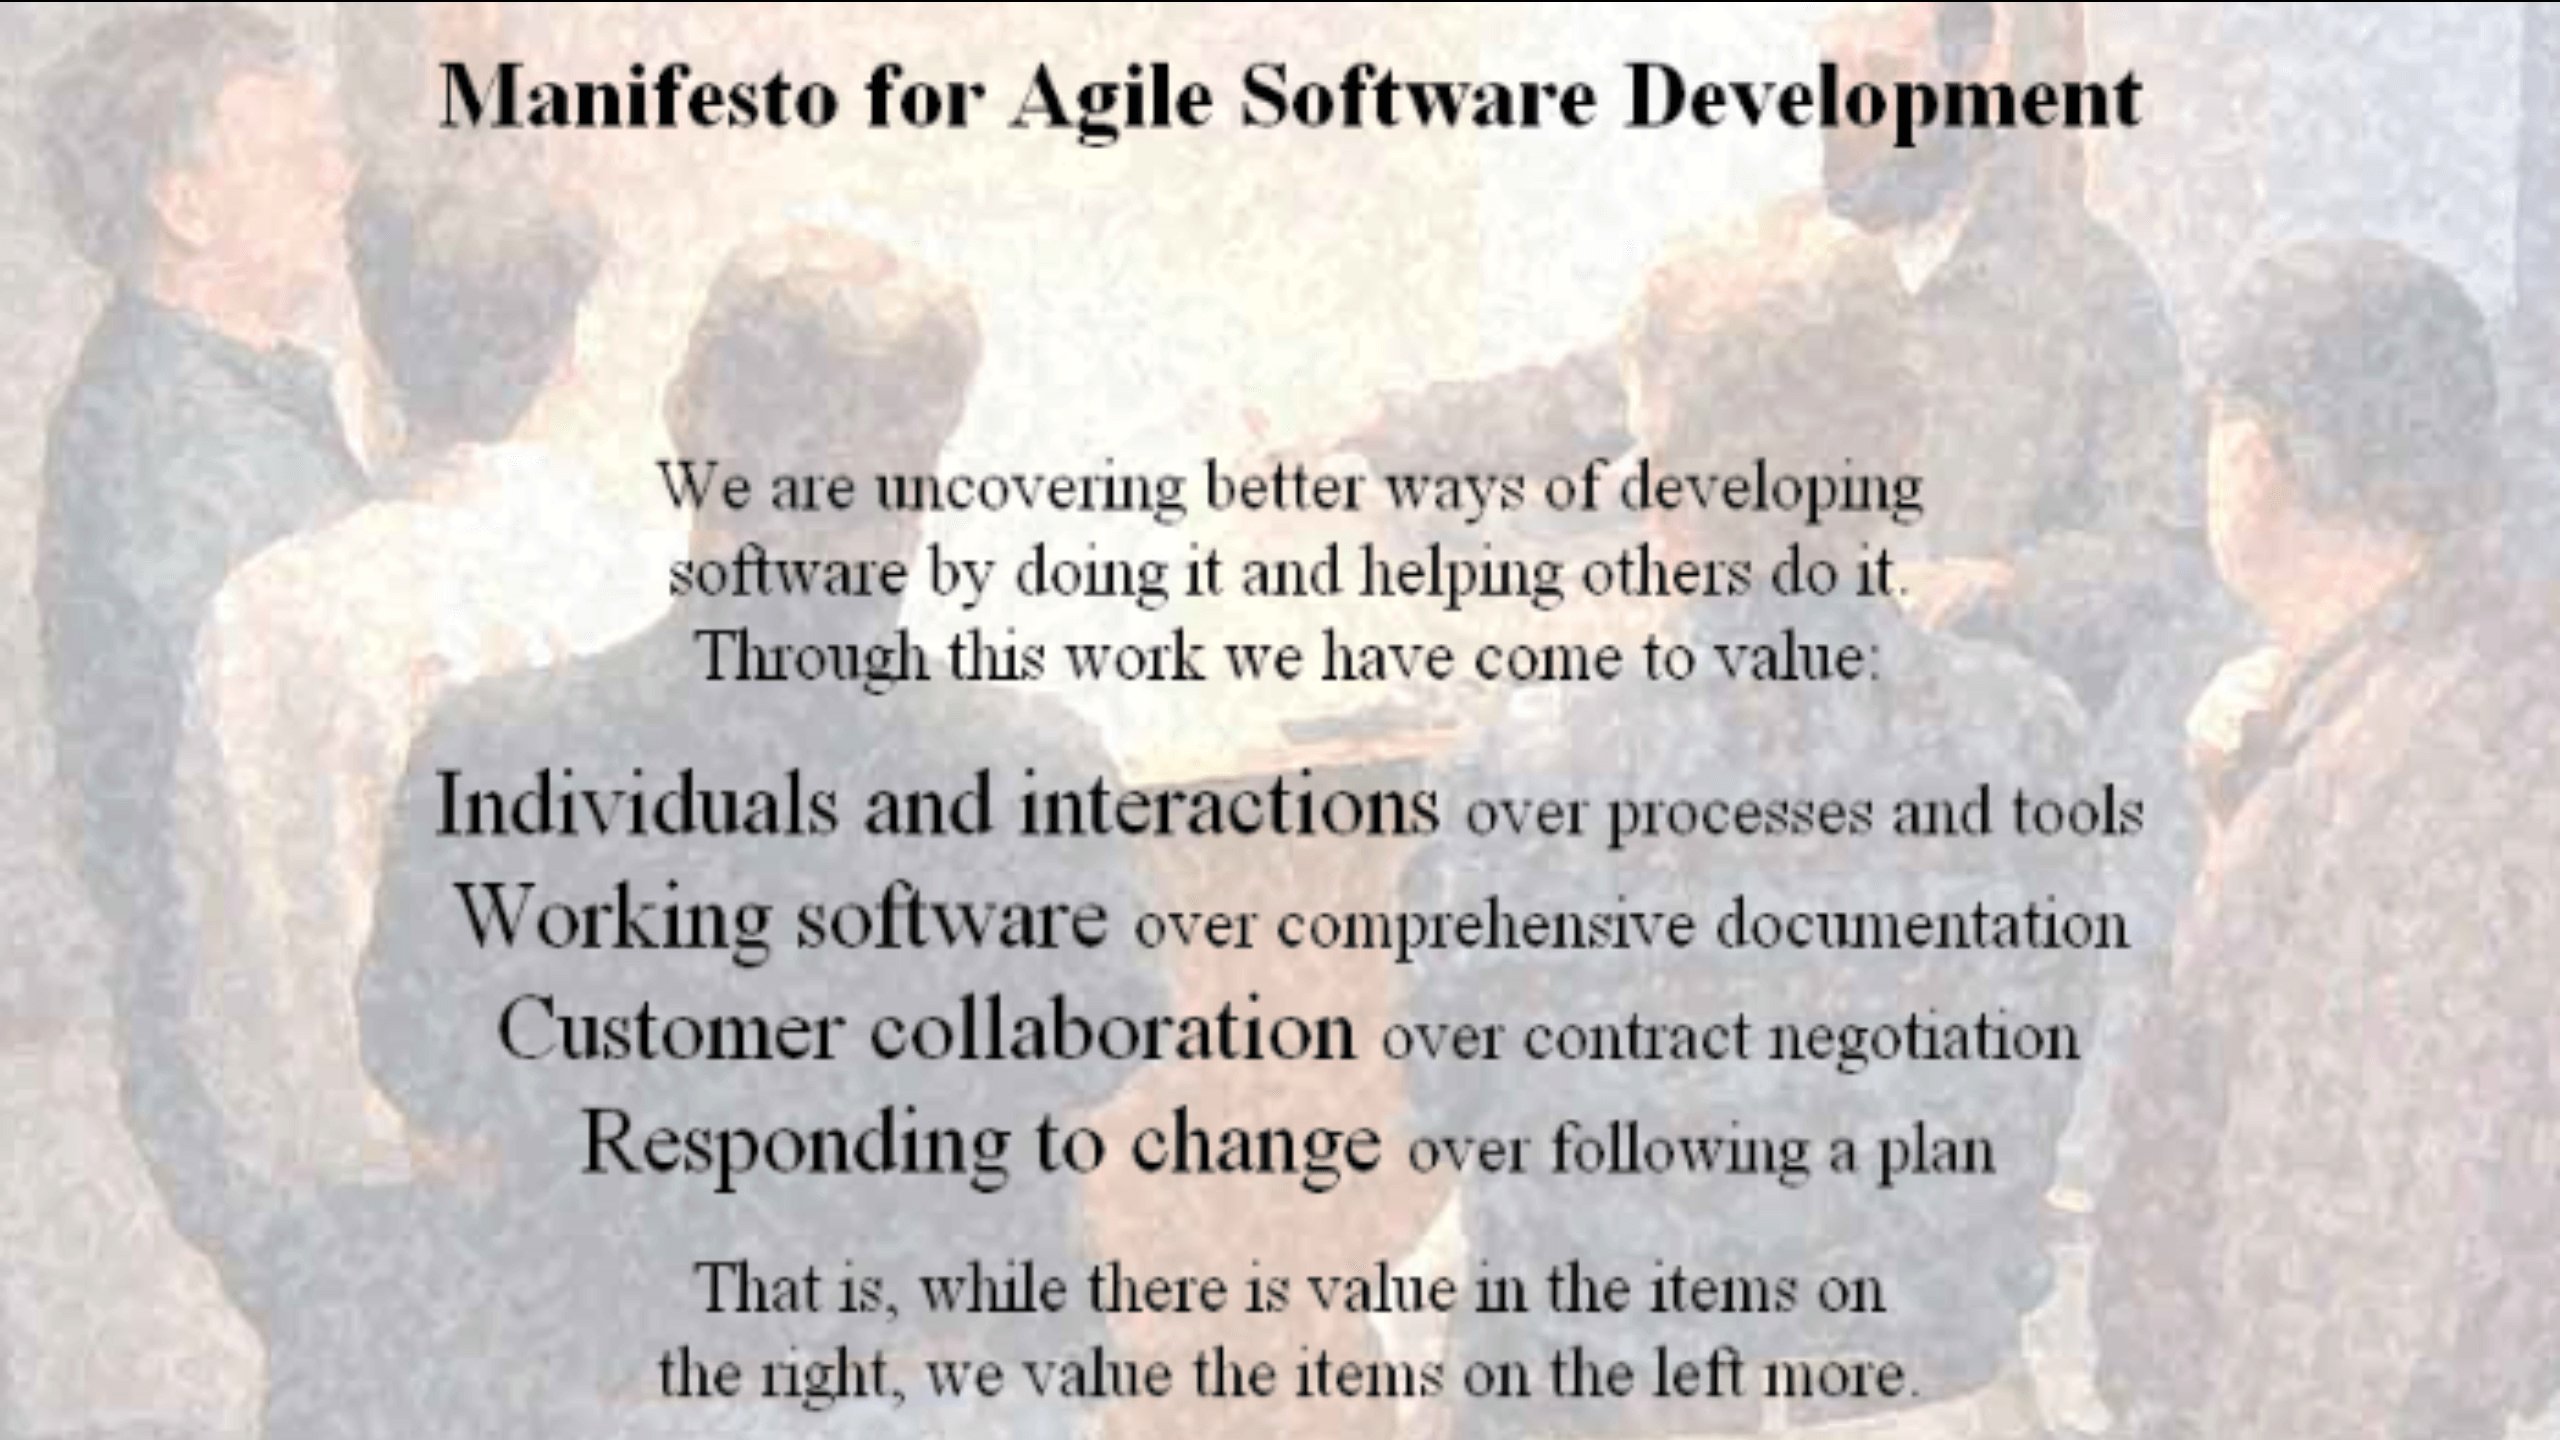 Manifesto for Agile Software Development
We are uncovering better ways of developing
software by doing it and helping others do it.
Through this work we have come to value:
Individuals and interactions over processes and tools
Working software over comprehensive documentation
Customer collaboration over contract negotiation
Responding to change over following a plan
That is, while there is value in the items on
the right, we value the items on the left more.